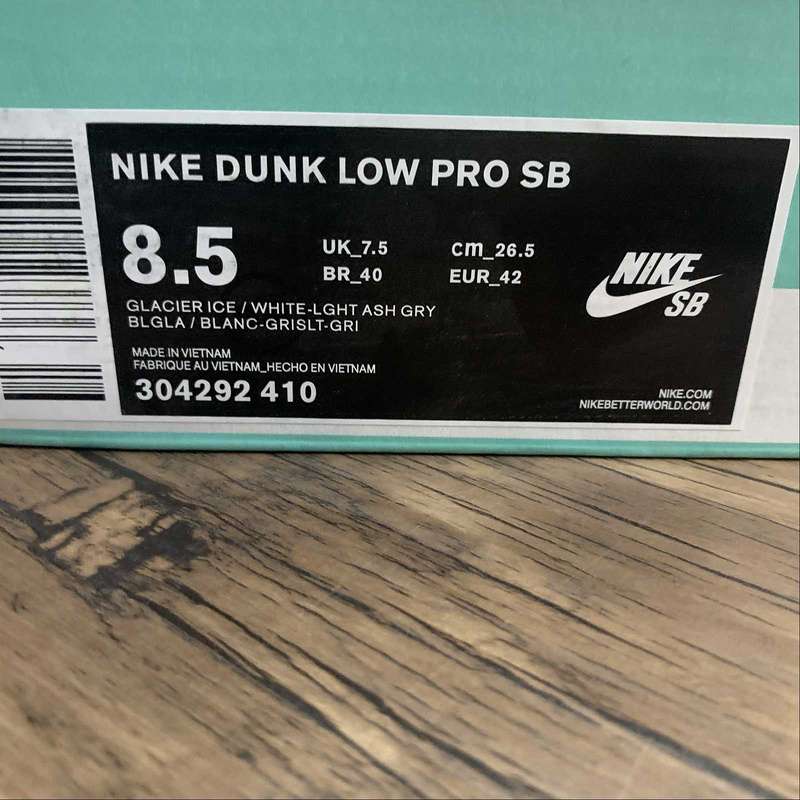 NIKE DUNK LOW PRO SB
8.5
UK_7.5 cm_26.5
BR_40 EUR_42
GLACIER ICE / WHITE-LGHT ASH GRY
BLGLA / BLANC-GRISLT-GRI
NIKE
SB
MADE IN VIETNAM
FABRIQUE AU VIETNAM_HECHO EN VIETNAM
304292 410
NIKE.COM
NIKEBETTERWORLD.COM